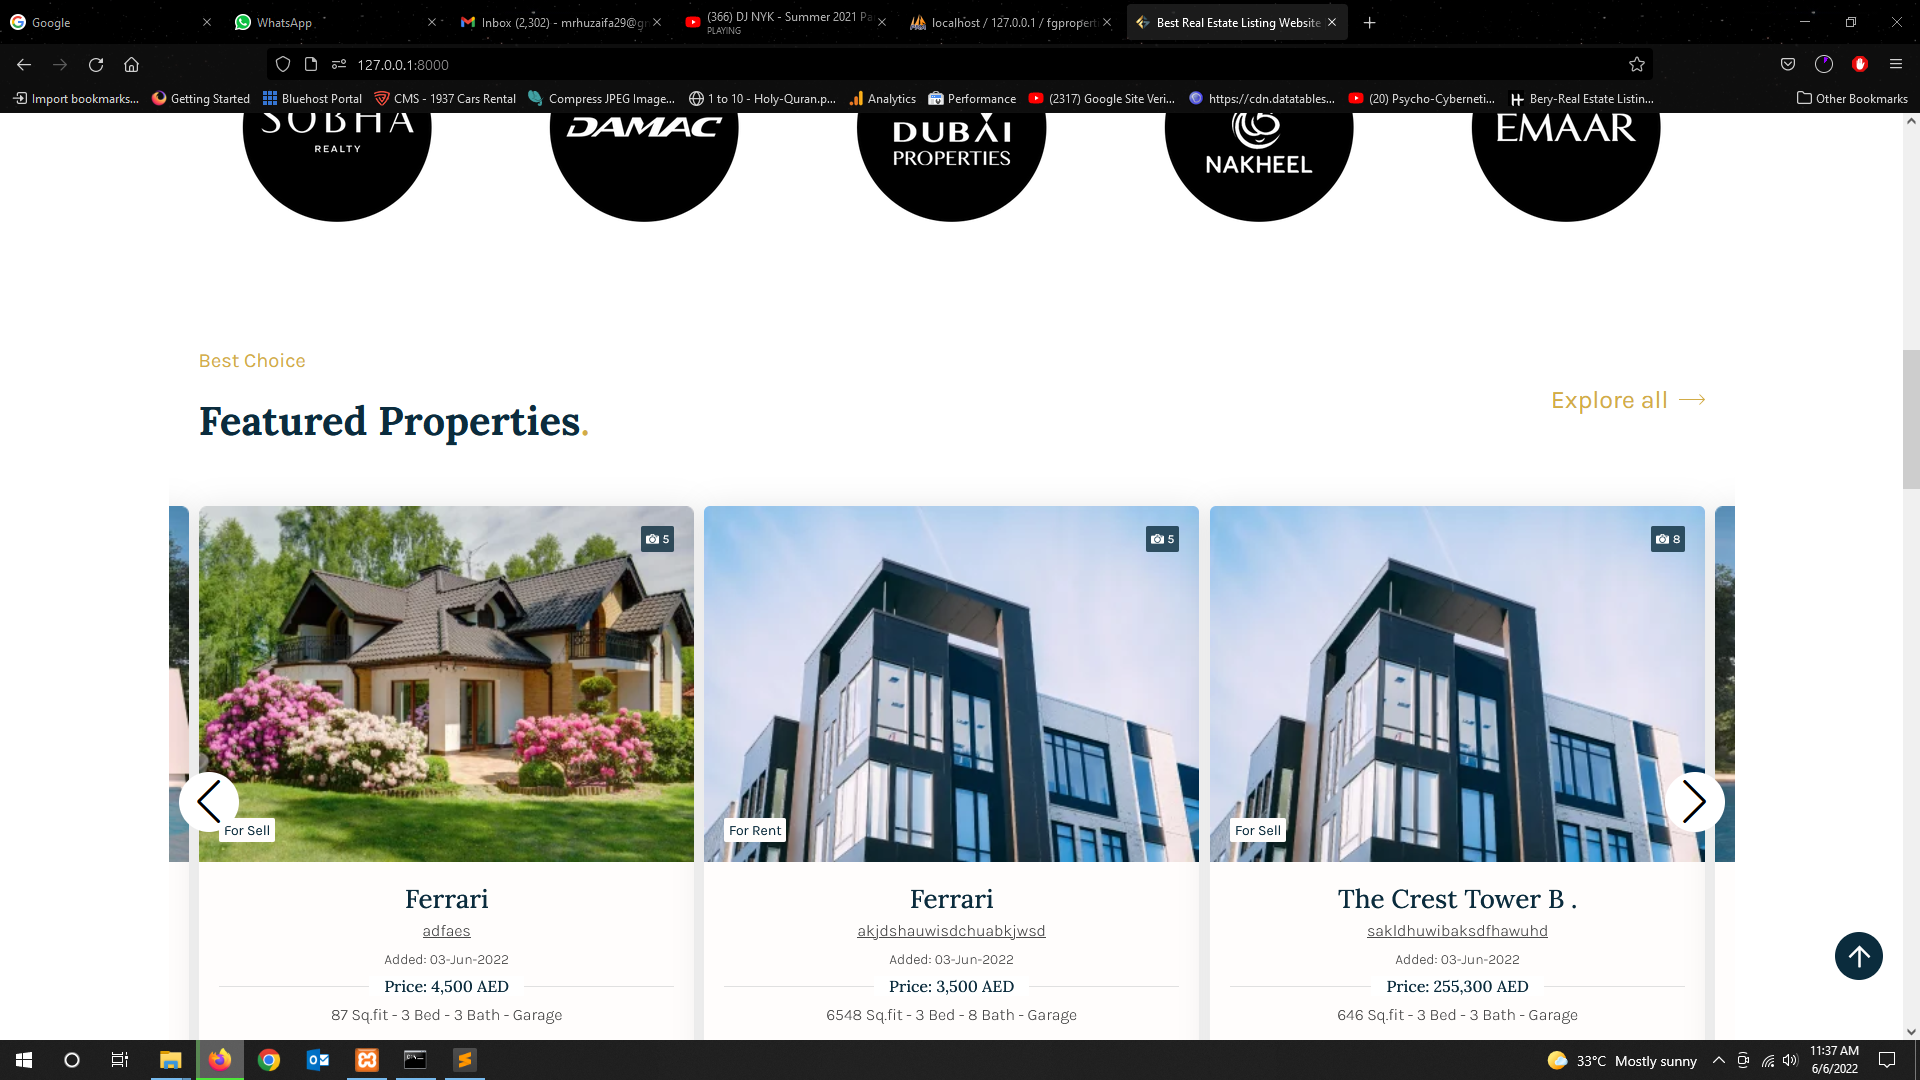 Google
WhatsApp
Inbox (2,302) - mrhuzaifa29@g
(366) DJ NYK - Summer 2021 Pa
PLAYING
localhost / 127.0.0.1 / fgpropert
Best Real Estate Listing Website
127.0.0.1:8000
Import bookmarks...
Getting Started
Bluehost Portal
CMS - 1937 Cars Rental
Compress JPEG Image...
1 to 10 - Holy-Quran.p...
Analytics
Performance
(2317) Google Site Veri...
https://cdn.datatables...
(20) Psycho-Cyberneti...
Bery-Real Estate Listin...
Other Bookmarks
SOBHA
REALTY
DAMAC
DUBAI
PROPERTIES
NAKHEEL
EMAAR
Best Choice
Featured Properties.
Explore all
5
5
8
For Sell
For Rent
For Sell
Ferrari
adfaes
Added: 03-Jun-2022
Price: 4,500 AED
87 Sq.fit - 3 Bed - 3 Bath - Garage
Ferrari
akjdshauwisdchuabkjwsd
Added: 03-Jun-2022
Price: 3,500 AED
6548 Sq.fit - 3 Bed - 8 Bath - Garage
The Crest Tower B .
sakldhuwibaksdfhawuhd
Added: 03-Jun-2022
Price: 255,300 AED
646 Sq.fit - 3 Bed - 3 Bath - Garage
33°C Mostly sunny
11:37 AM
6/6/2022